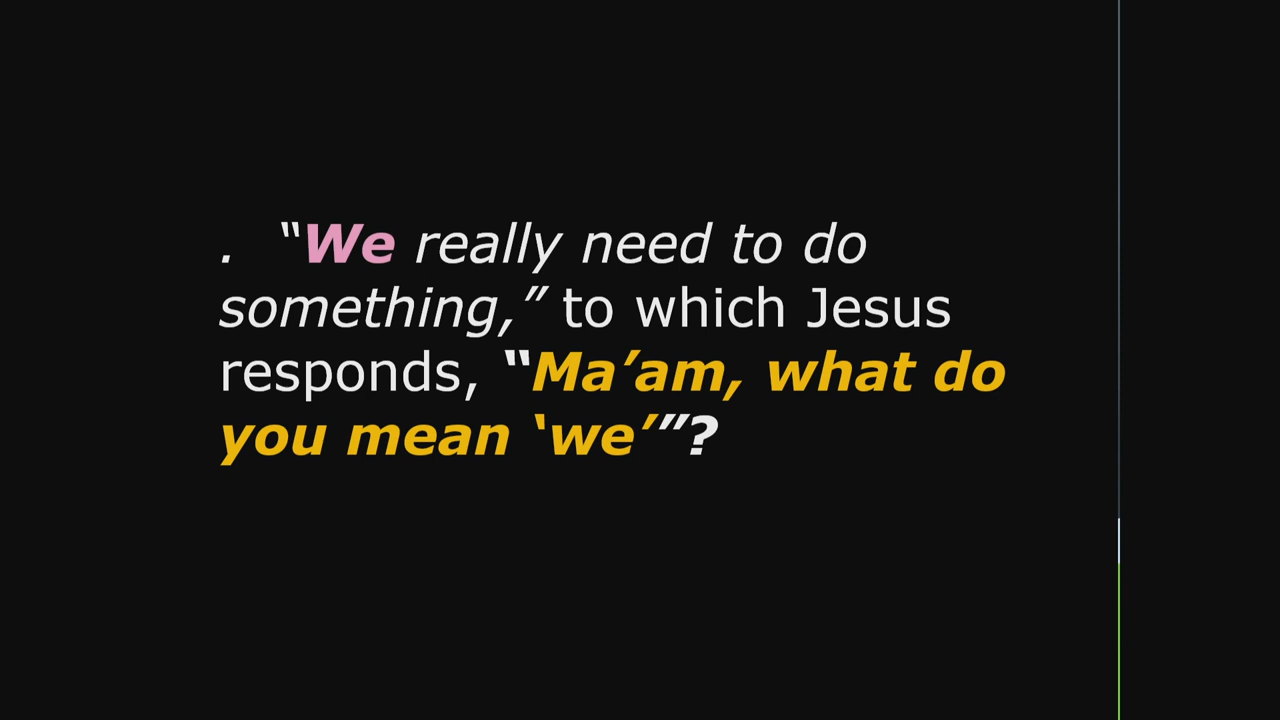 . “We really need to do
something,” to which Jesus
responds, “Ma’am, what do
you mean ‘we’”?